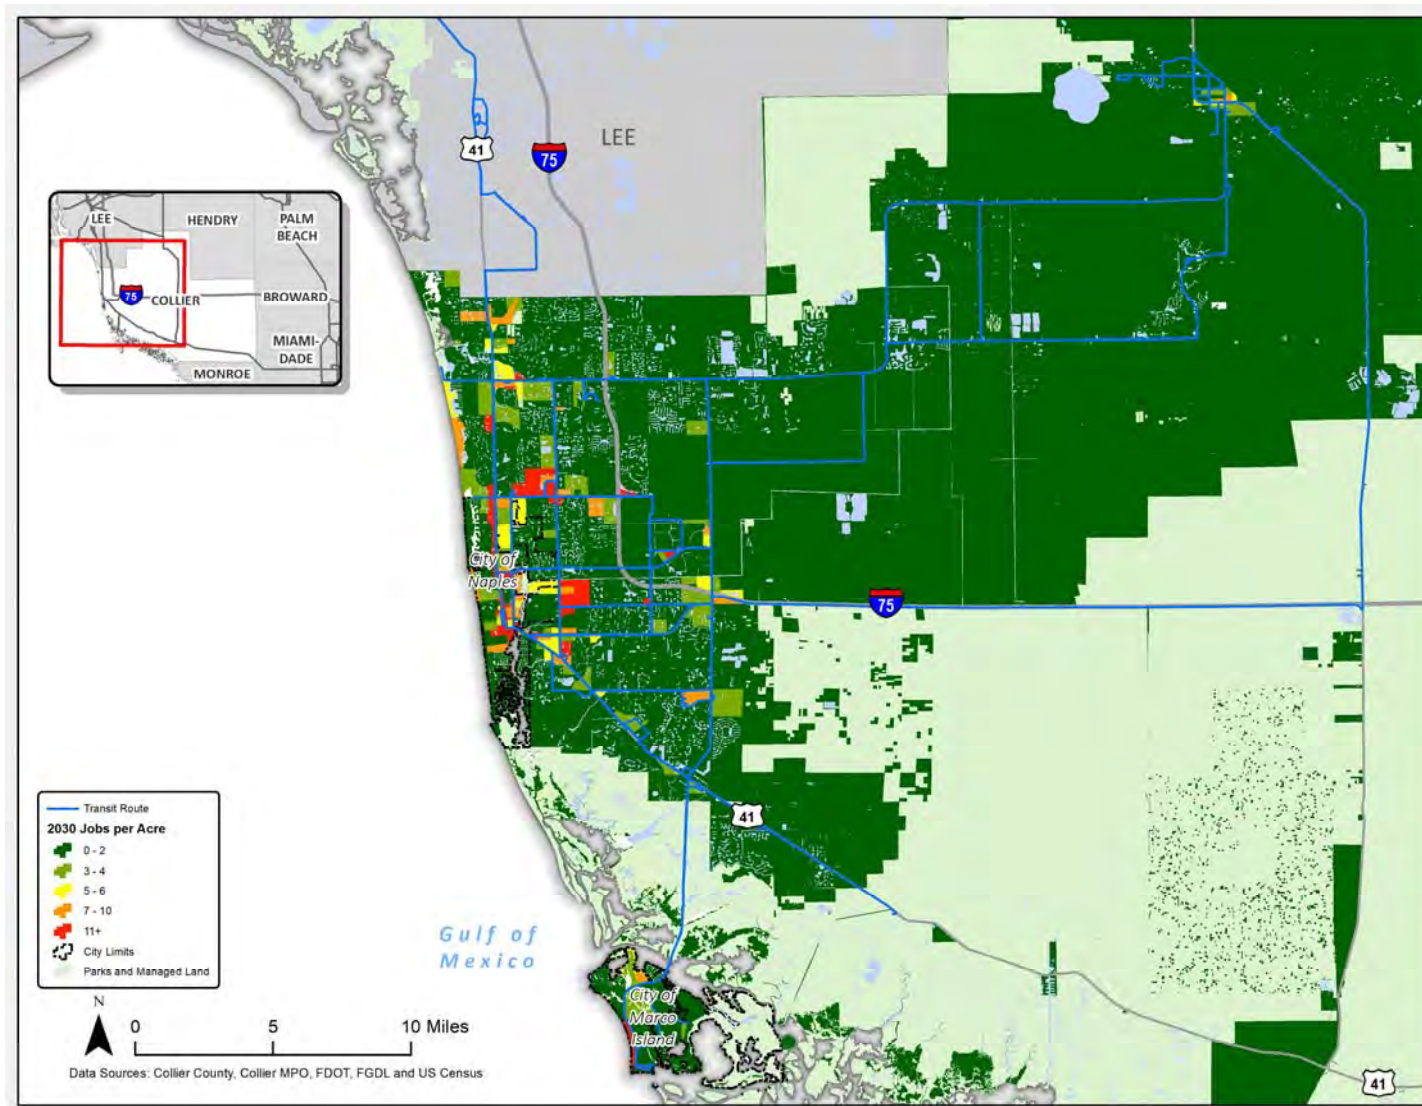 41
75
LEE
LEE
HENDRY
PALM
BEACH
75
COLLIER
BROWARD
MIAMI-
DADE
MONROE
City of
Naples
75
41
Transit Route
2030 Jobs per Acre
0 - 2
3 - 4
5 - 6
7 - 10
11+
City Limits
Parks and Managed Land
Gulf of
Mexico
City of
Marco
Island
N
0 5 10 Miles
Data Sources: Collier County, Collier MPO, FDOT, FGDL and US Census
41